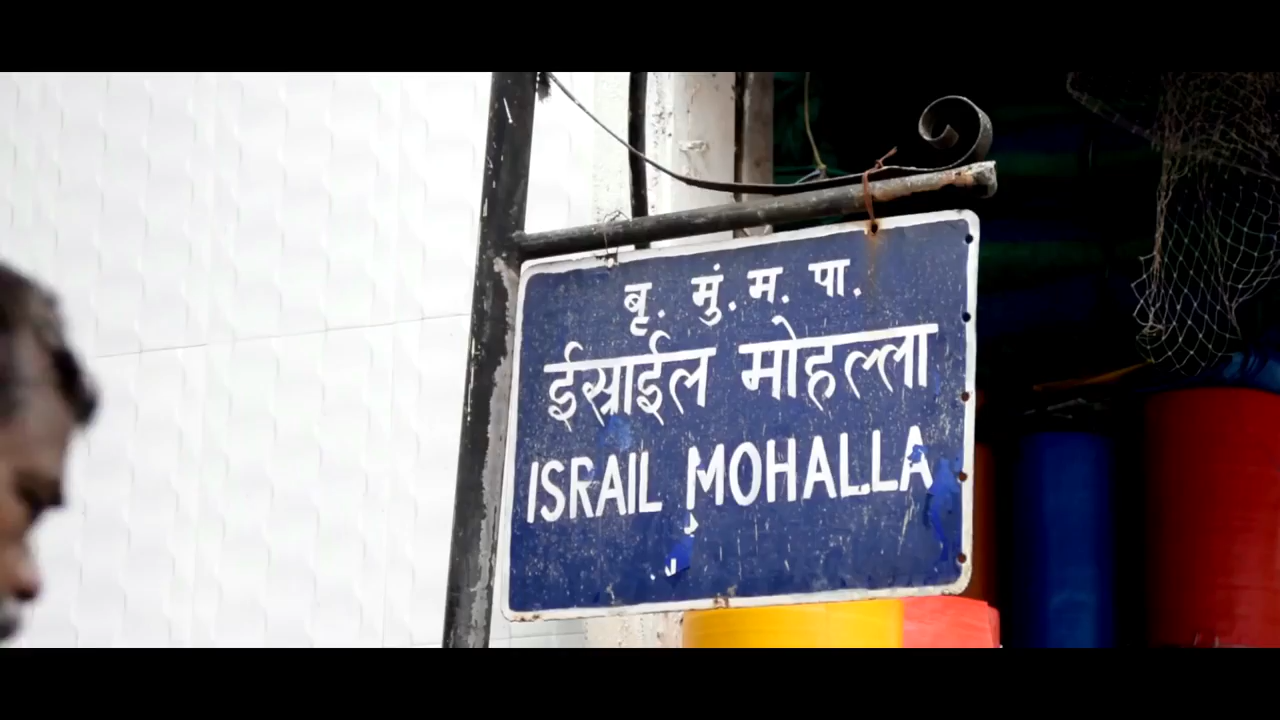 बृ. मुं. म. पा.
ईस्राईल मोहल्ला
ISRAIL MOHALLA